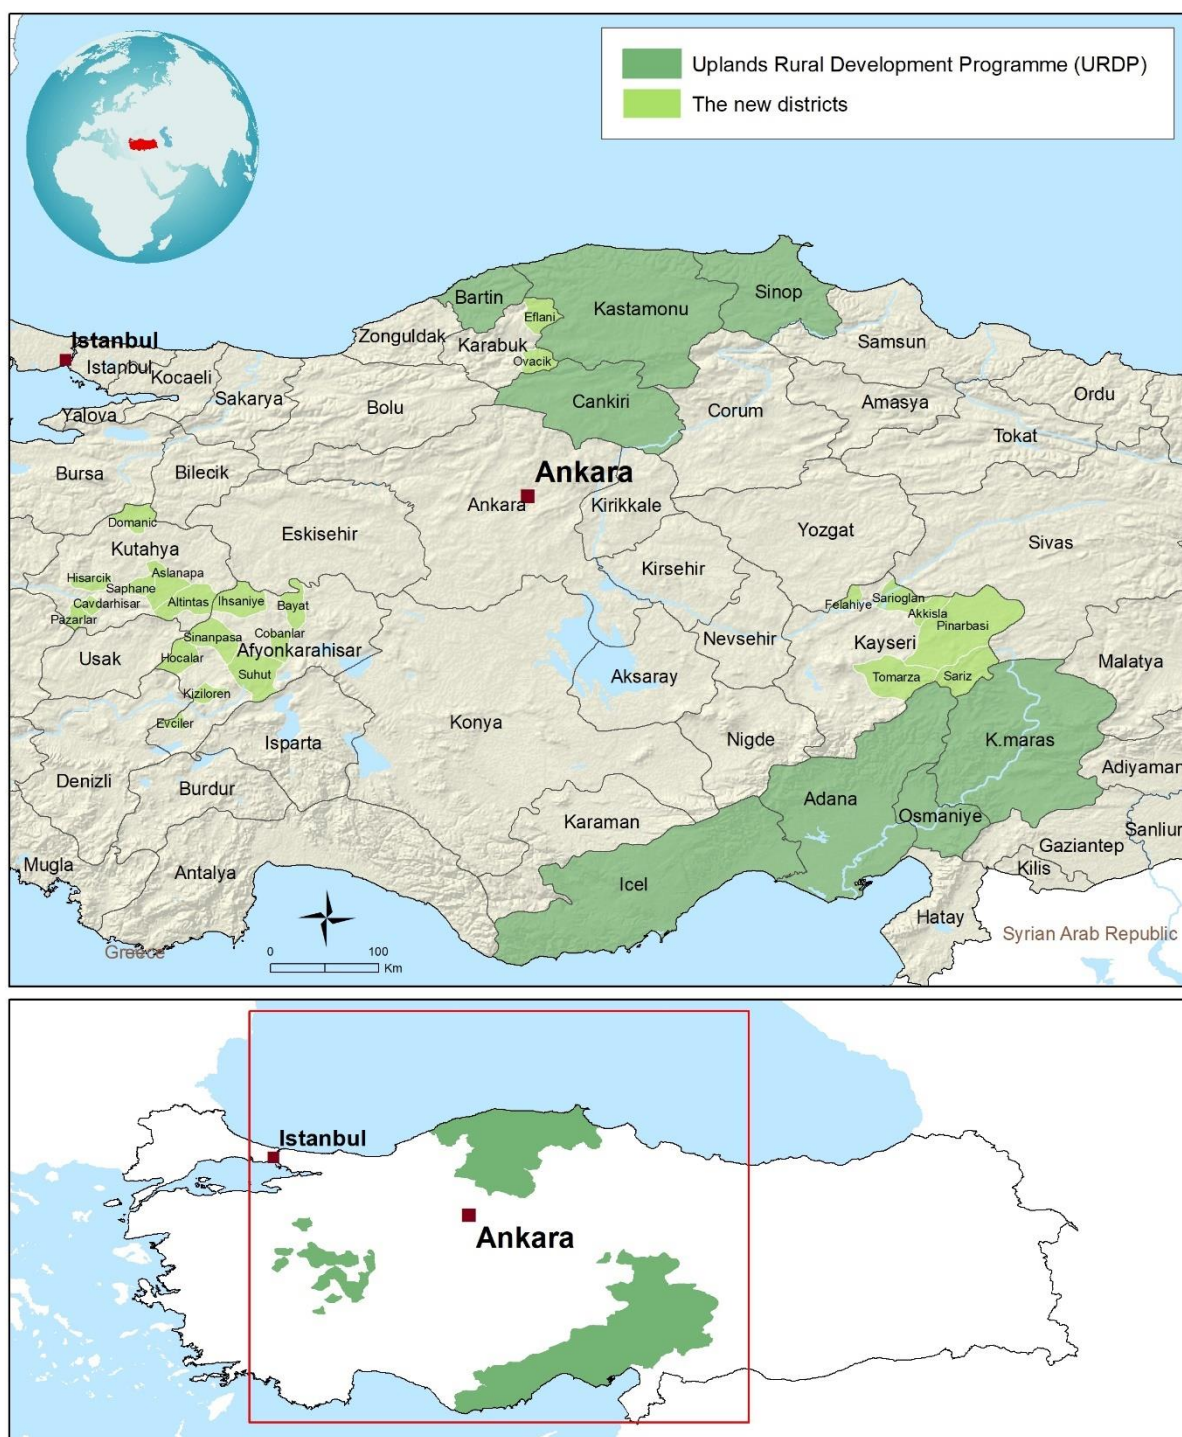 Uplands Rural Development Programme (URDP)
The new districts
Sinop
Bartin
Kastamonu
Eflani
Zonguldak
Istanbul
Karabuk
Samsun
Ovacik
Istanbul
Kocaeli
Sakarya
Bolu
Cankiri
Corum
Amasya
Ordu
Yalova
Tokat
Bursa
Bilecik
Ankara
Ankara
Kirikkale
Domanic
Eskisehir
Yozgat
Sivas
Kutahya
Kirsehir
Hisarcik
Aslanapa
Saphane
Cavdarhisar
Altintas
Ihsaniye
Bayat
Pazarlar
Felahiye
Sarioglan
Akkisla
Pinarbasi
Sinanpasa
Cobanlar
Nevsehir
Kayseri
Usak
Hocalar
Afyonkarahisar
Suhut
Aksaray
Tomarza
Sariz
Malatya
Kiziloren
Evciler
Konya
Isparta
Nigde
K.maras
Denizli
Burdur
Adana
Adiyaman
Karaman
Osmaniye
Sanliur
Gaziantep
Mugla
Antalya
Icel
Kilis
Hatay
Greece
Syrian Arab Republic
0 100
Km
Istanbul
Ankara